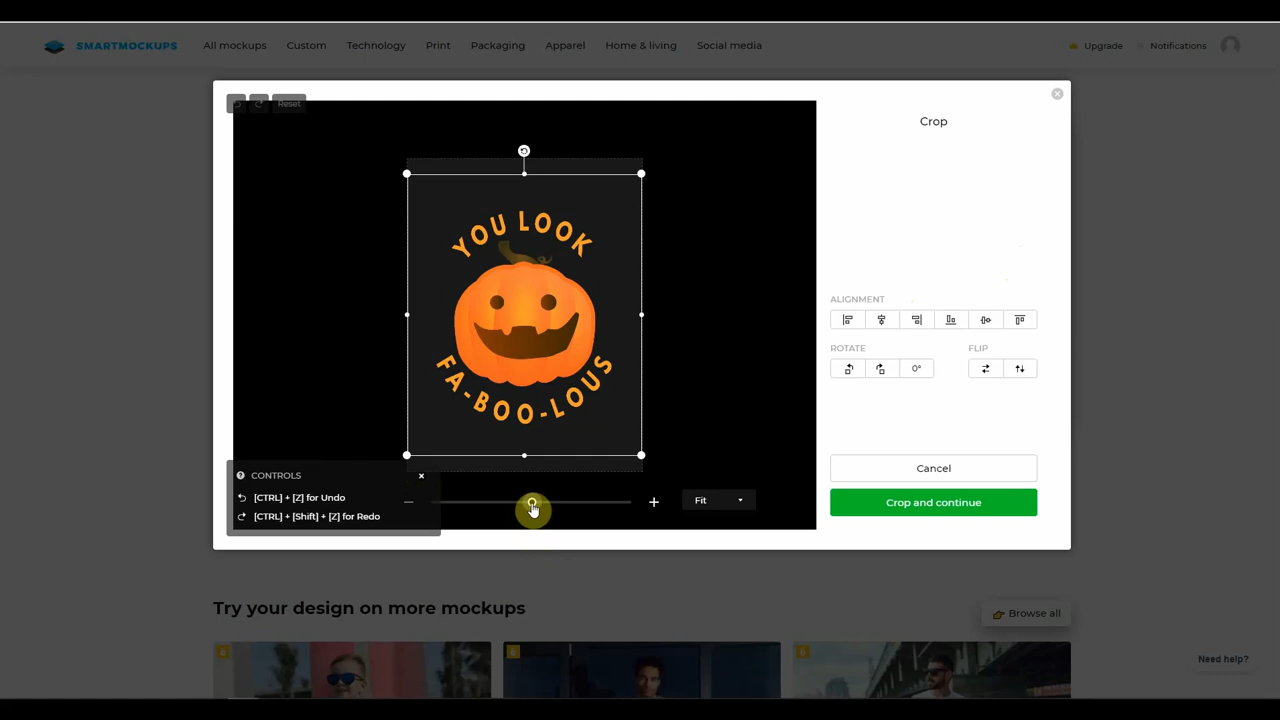 SMARTMOCKUPS All mockups Custom Technology Print Packaging Apparel Home & living Social media Upgrade Notifications
Reset
Crop
YOU LOOK
FA-BOO-LOUS
ALIGNMENT
ROTATE FLIP
0°
CONTROLS
[CTRL] + [Z] for Undo
[CTRL] + [Shift] + [Z] for Redo
Fit
Cancel
Crop and continue
Try your design on more mockups
Browse all
Need help?